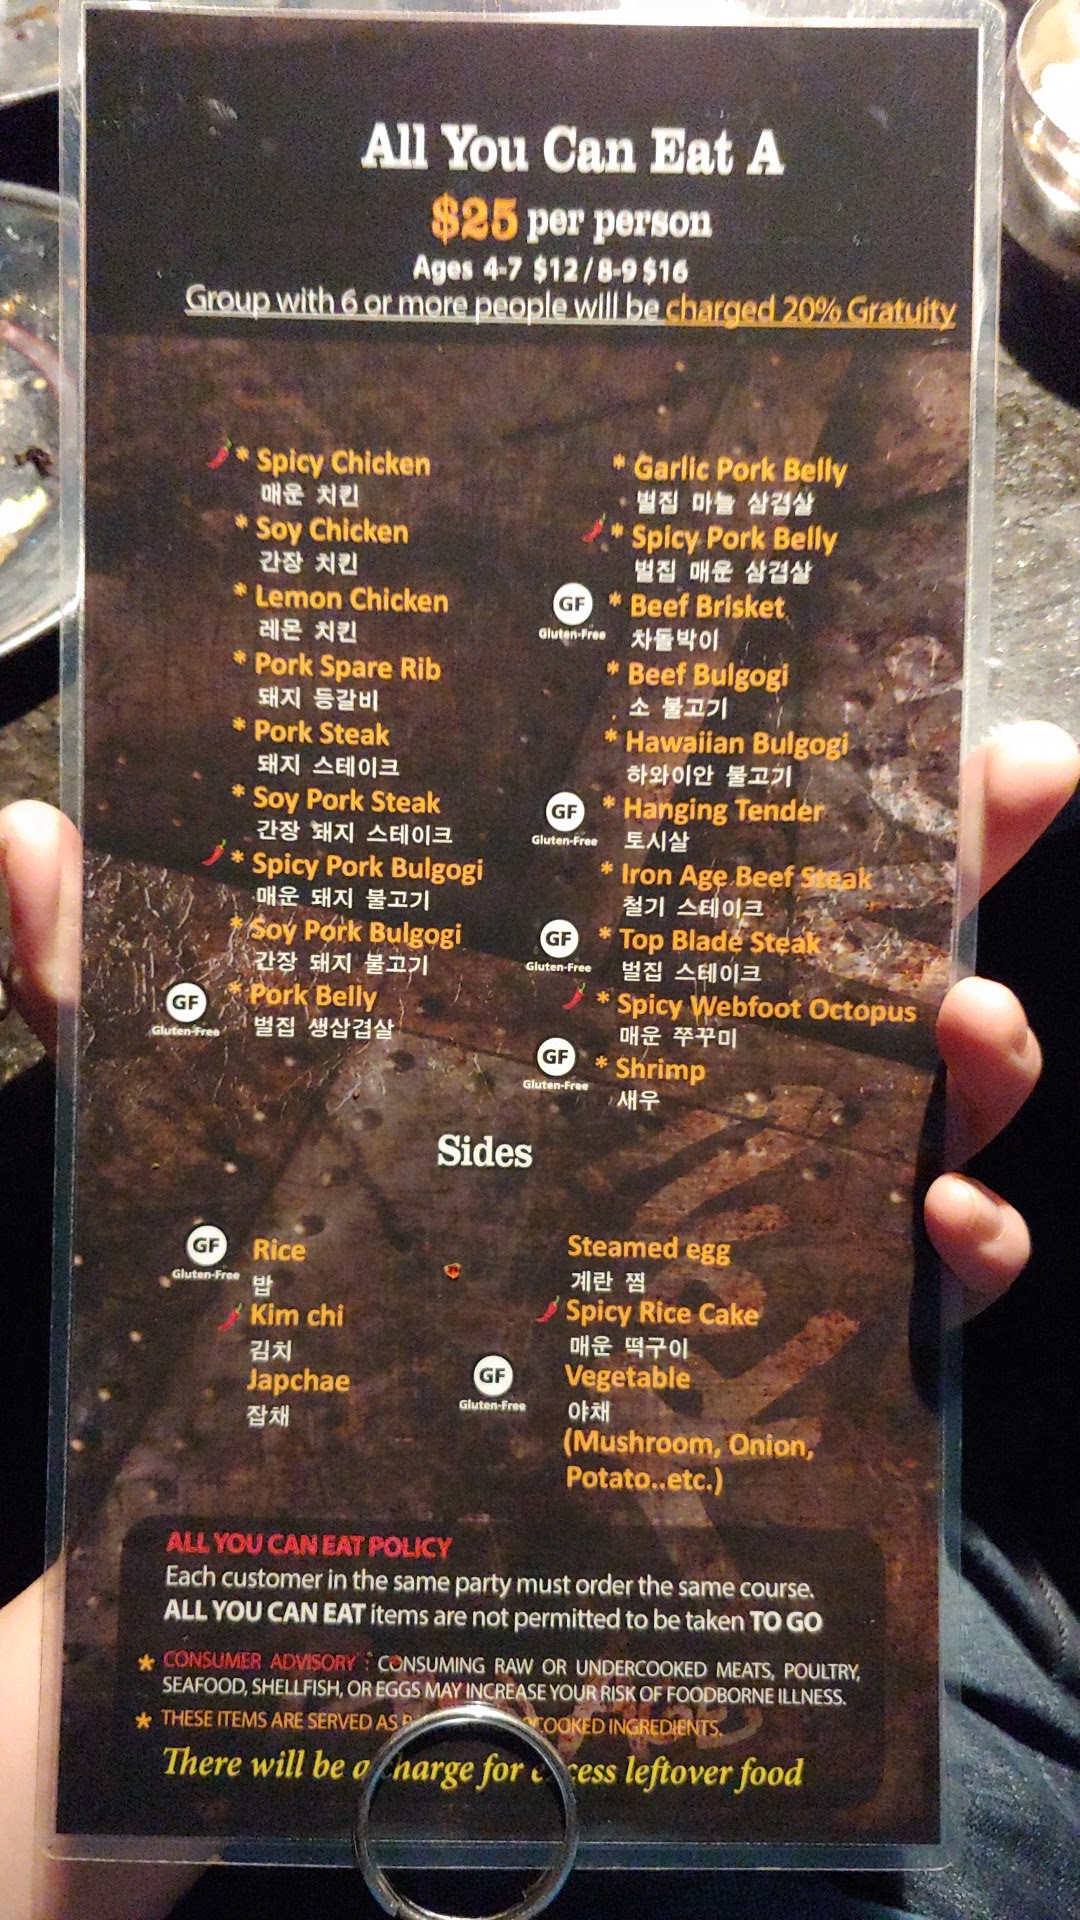 All You Can Eat A
$25 per person
Ages 4-7 $12 / 8-9 $16
Group with 6 or more people will be charged 20% Gratuity
* Spicy Chicken
매운 치킨
* Soy Chicken
간장 치킨
* Lemon Chicken
레몬 치킨
* Pork Spare Rib
돼지 등갈비
* Pork Steak
돼지 스테이크
* Soy Pork Steak
간장 돼지 스테이크
* Spicy Pork Bulgogi
매운 돼지 불고기
* Soy Pork Bulgogi
간장 돼지 불고기
GF * Pork Belly
Gluten-Free 벌집 생삼겹살
* Garlic Pork Belly
벌집 마늘 삼겹살
* Spicy Pork Belly
벌집 매운 삼겹살
GF * Beef Brisket
Gluten-Free 차돌박이
* Beef Bulgogi
소 불고기
* Hawaiian Bulgogi
하와이안 불고기
GF * Hanging Tender
Gluten-Free 토시살
* Iron Age Beef Steak
철기 스테이크
GF * Top Blade Steak
Gluten-Free 벌집 스테이크
* Spicy Webfoot Octopus
매운 쭈꾸미
GF * Shrimp
Gluten-Free 새우
Sides
GF Rice
Gluten-Free 밥
Kim chi
김치
Japchae
잡채
Steamed egg
계란 찜
Spicy Rice Cake
매운 떡구이
GF Vegetable
Gluten-Free 야채
(Mushroom, Onion,
Potato..etc.)
ALL YOU CAN EAT POLICY
Each customer in the same party must order the same course.
ALL YOU CAN EAT items are not permitted to be taken TO GO
* CONSUMER ADVISORY : CONSUMING RAW OR UNDERCOOKED MEATS, POULTRY,
SEAFOOD, SHELLFISH, OR EGGS MAY INCREASE YOUR RISK OF FOODBORNE ILLNESS.
* THESE ITEMS ARE SERVED AS INGREDIENTS.
There will be a charge for excess leftover food